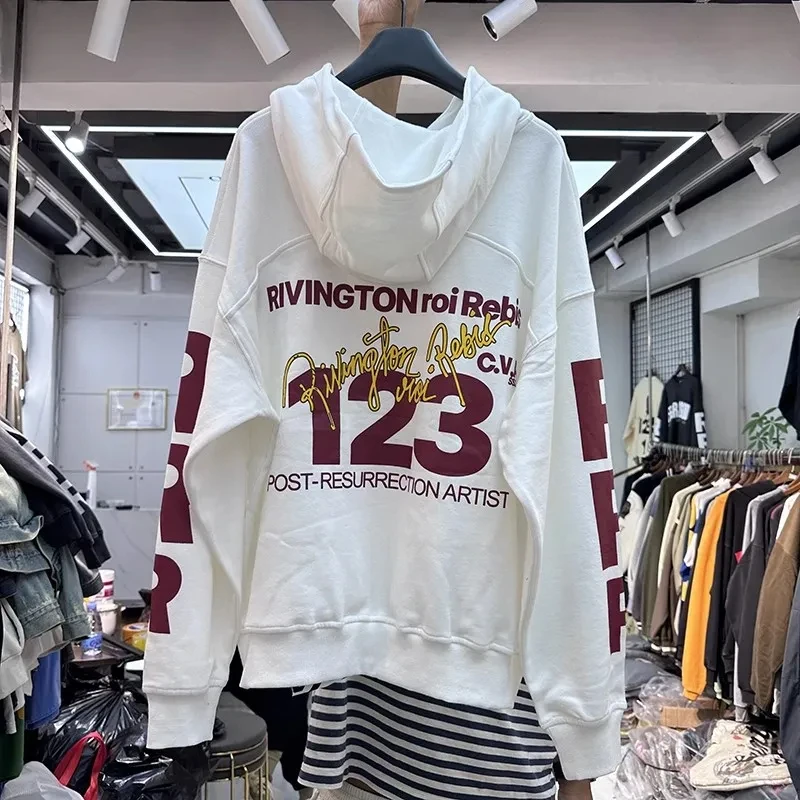 RIVINGTON roi Rebis
Rivington
roi Rebis
C.V.
123
POST-RESURRECTION ARTIST
R
R
R